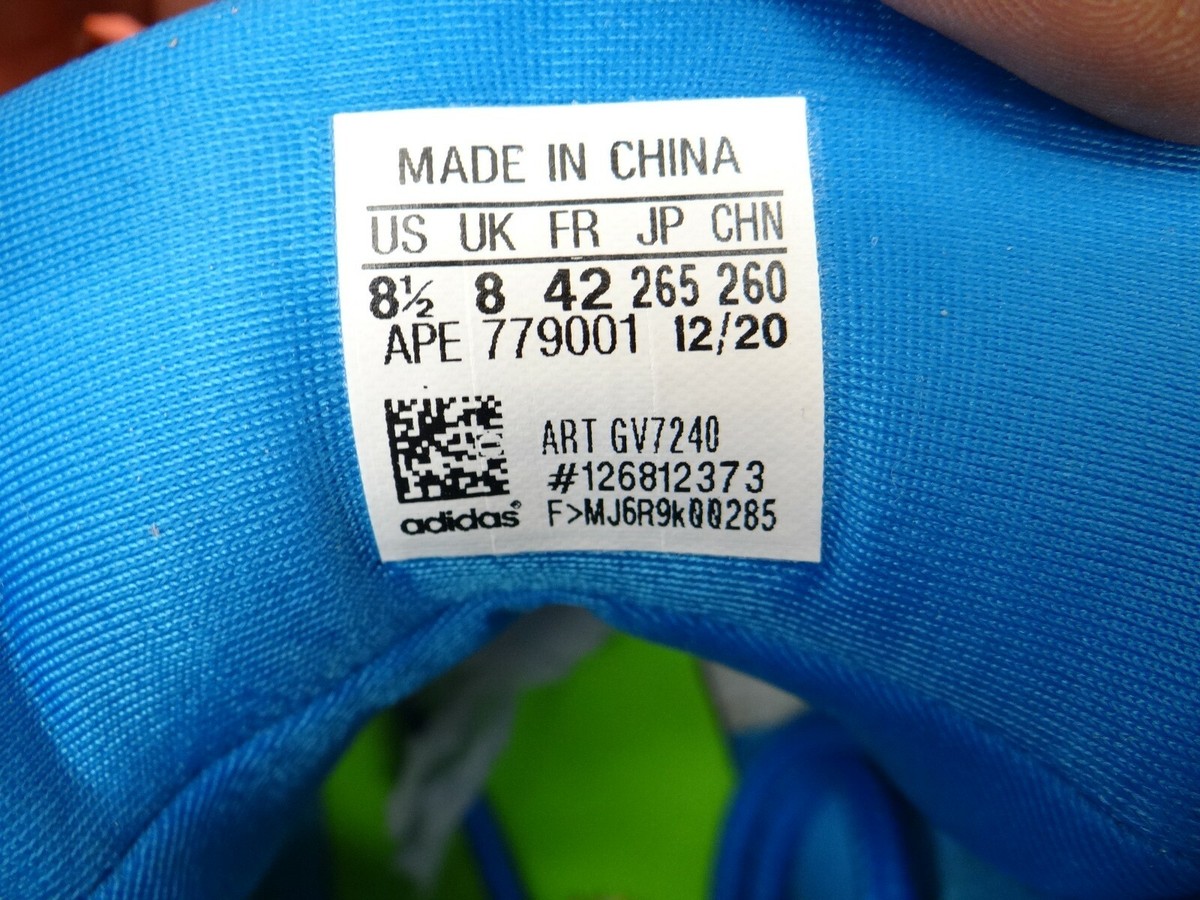 MADE IN CHINA
US UK FR JP CHN
8½ 8 42 265 260
APE 779001 12/20
ART GV7240
#126812373
adidas® F>MJ6R9k00285